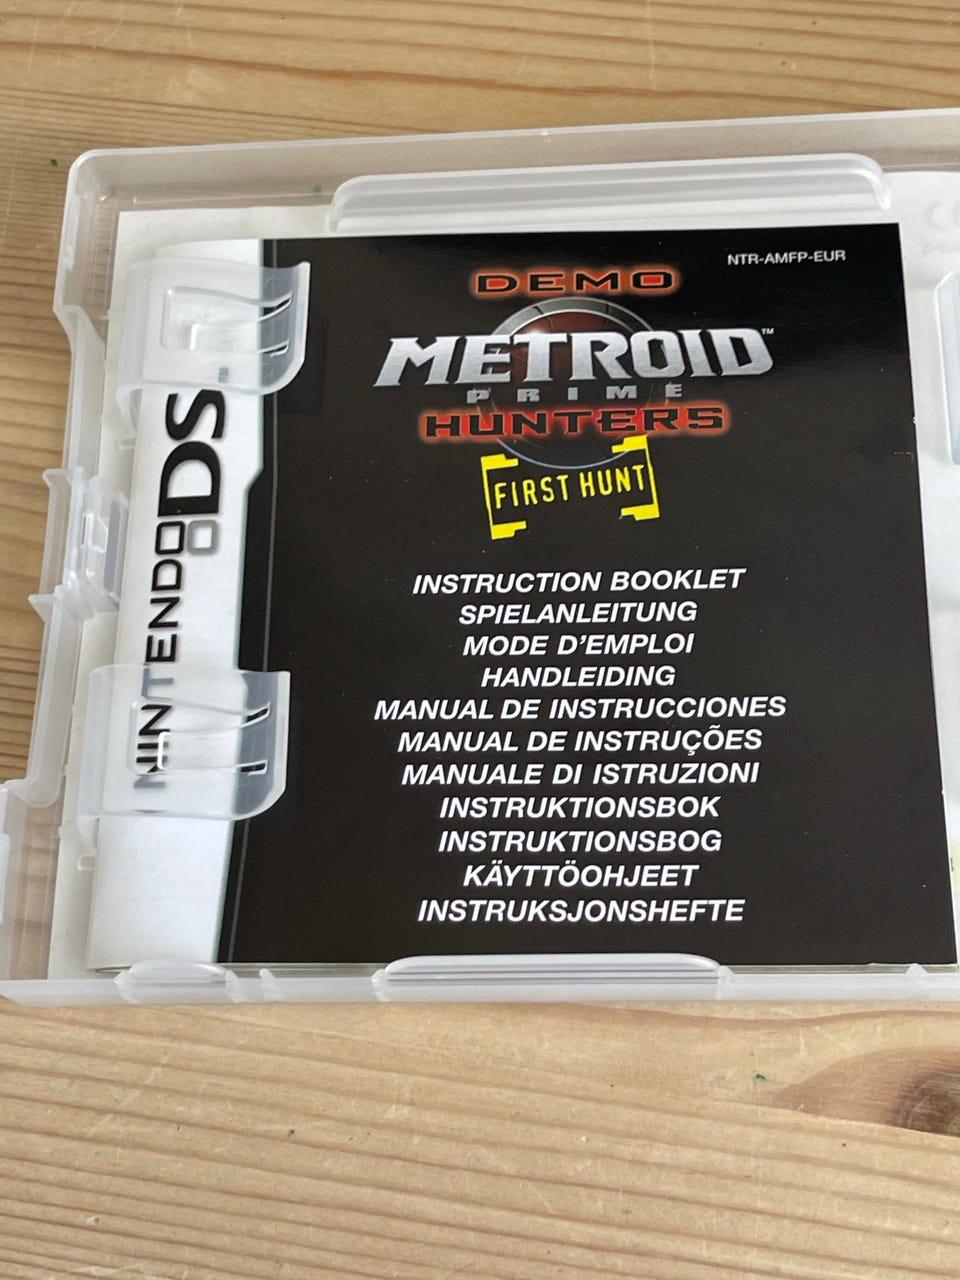 NTR-AMFP-EUR
DEMO
METROID™
PRIME
HUNTERS
FIRST HUNT
NINTENDO DS
INSTRUCTION BOOKLET
SPIELANLEITUNG
MODE D'EMPLOI
HANDLEIDING
MANUAL DE INSTRUCCIONES
MANUAL DE INSTRUÇÕES
MANUALE DI ISTRUZIONI
INSTRUKTIONSBOK
INSTRUKTIONSBOG
KÄYTTÖOHJEET
INSTRUKSJONSHEFTE